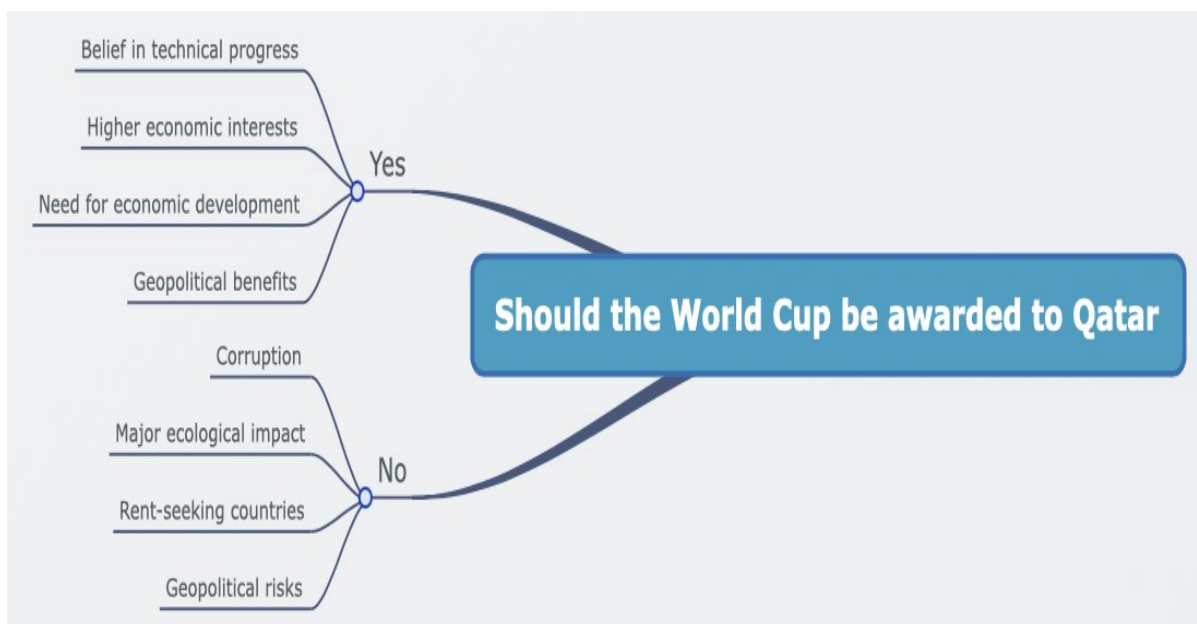 Belief in technical progress
Higher economic interests
Yes
Need for economic development
Geopolitical benefits
Should the World Cup be awarded to Qatar
Corruption
Major ecological impact
No
Rent-seeking countries
Geopolitical risks